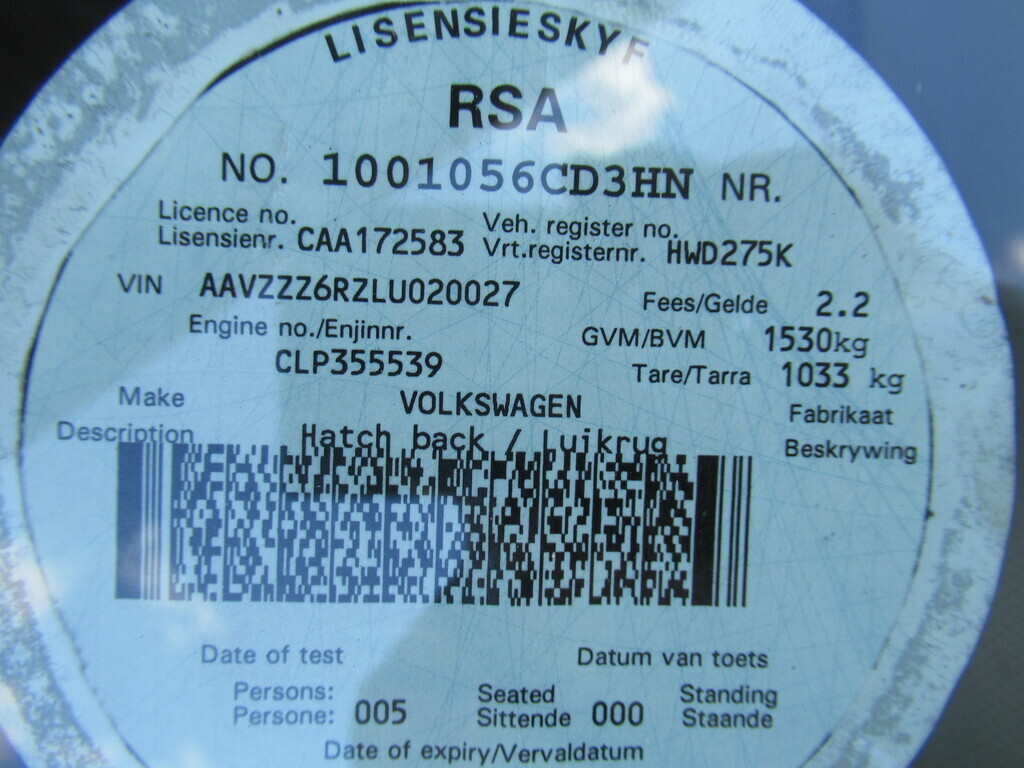 LISENSIESKYF
RSA
NO. 1001056CD3HN NR.
Licence no. Veh. register no.
Lisensienr. CAA172583 Vrt.registernr. HWD275K
VIN AAVZZZ6RZLU020027 Fees/Gelde 2.2
Engine no./Enjinnr. GVM/BVM 1530kg
CLP355539 Tare/Tarra 1033 kg
Make VOLKSWAGEN Fabrikaat
Description Hatch back / Luikrug Beskrywing
Date of test Datum van toets
Persons: Seated Standing
Persone: 005 Sittende 000 Staande
Date of expiry/Vervaldatum